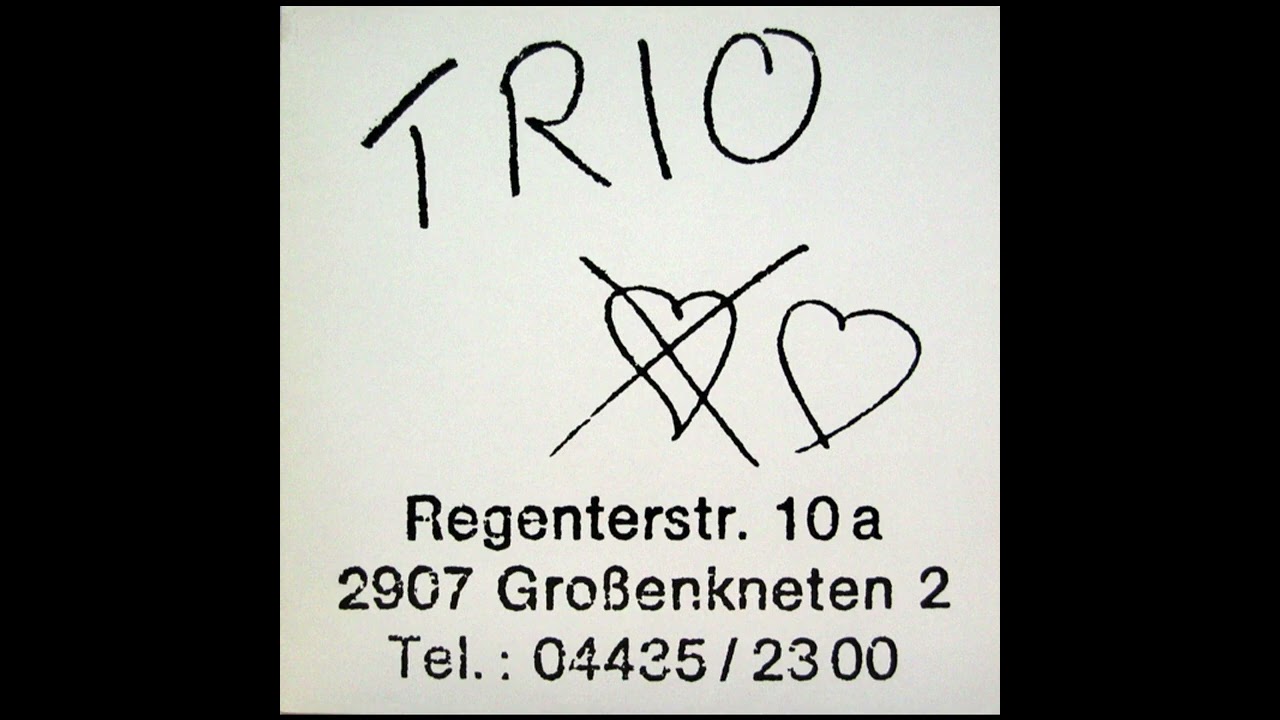 TRIO
Regenterstr. 10 a
2907 Großenkneten 2
Tel.: 04435/2300